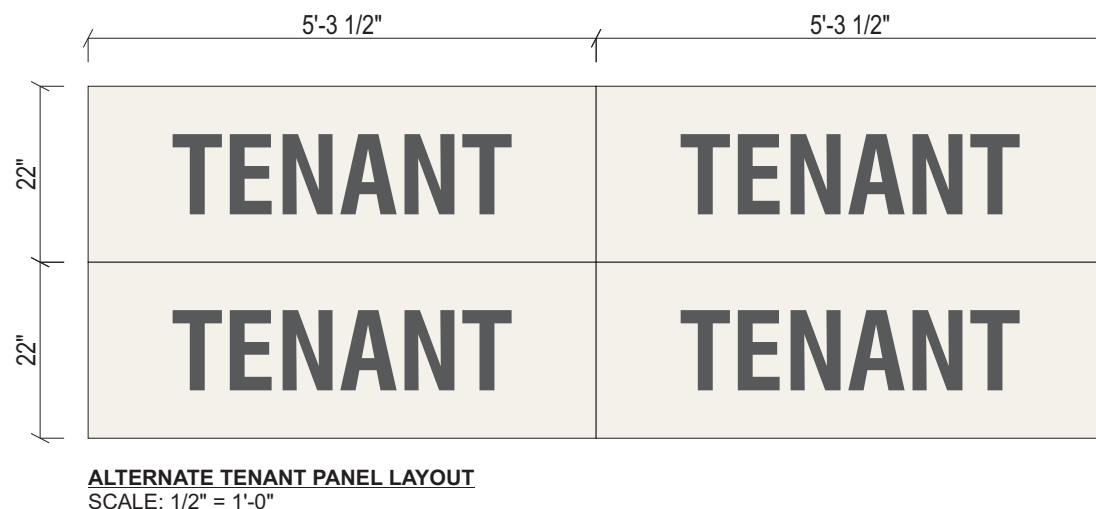 5'-3 1/2" 5'-3 1/2"
22" TENANT TENANT
22" TENANT TENANT
ALTERNATE TENANT PANEL LAYOUT
SCALE: 1/2" = 1'-0"